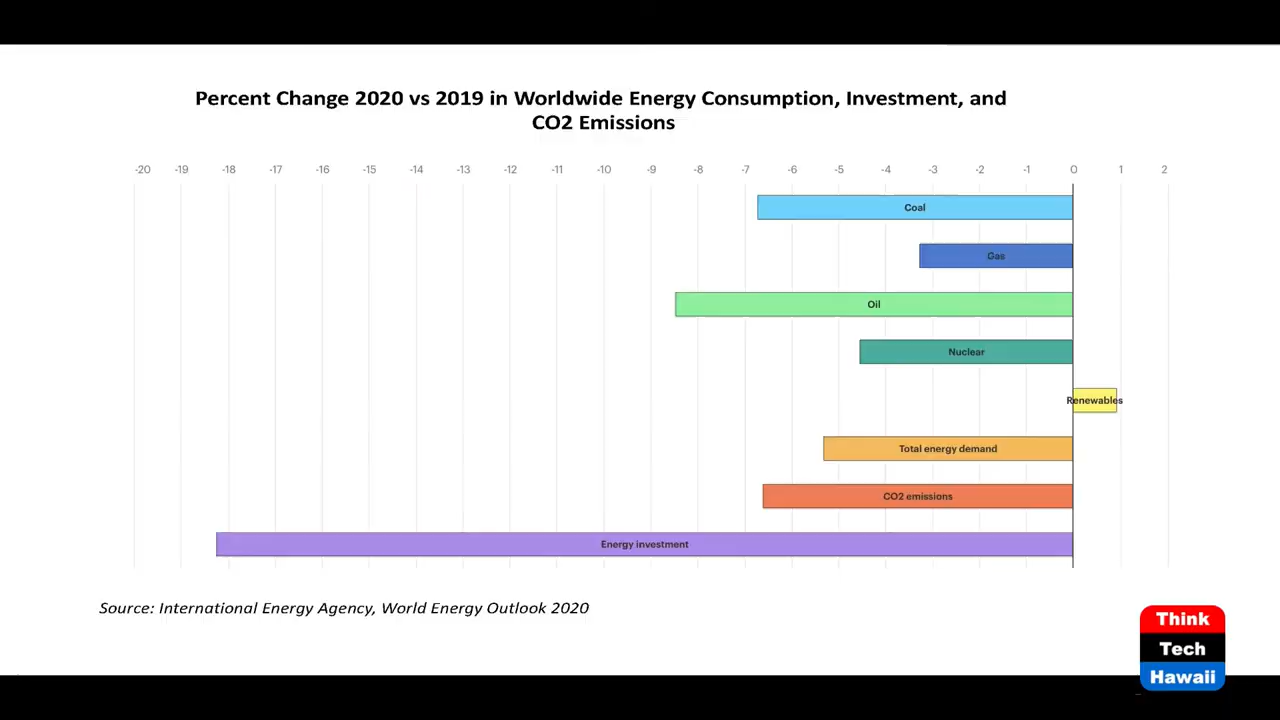 Percent Change 2020 vs 2019 in Worldwide Energy Consumption, Investment, and
CO2 Emissions
-20 -19 -18 -17 -16 -15 -14 -13 -12 -11 -10 -9 -8 -7 -6 -5 -4 -3 -2 -1 0 1 2
Coal
Gas
Oil
Nuclear
Renewables
Total energy demand
CO2 emissions
Energy investment
Source: International Energy Agency, World Energy Outlook 2020
Think
Tech
Hawaii